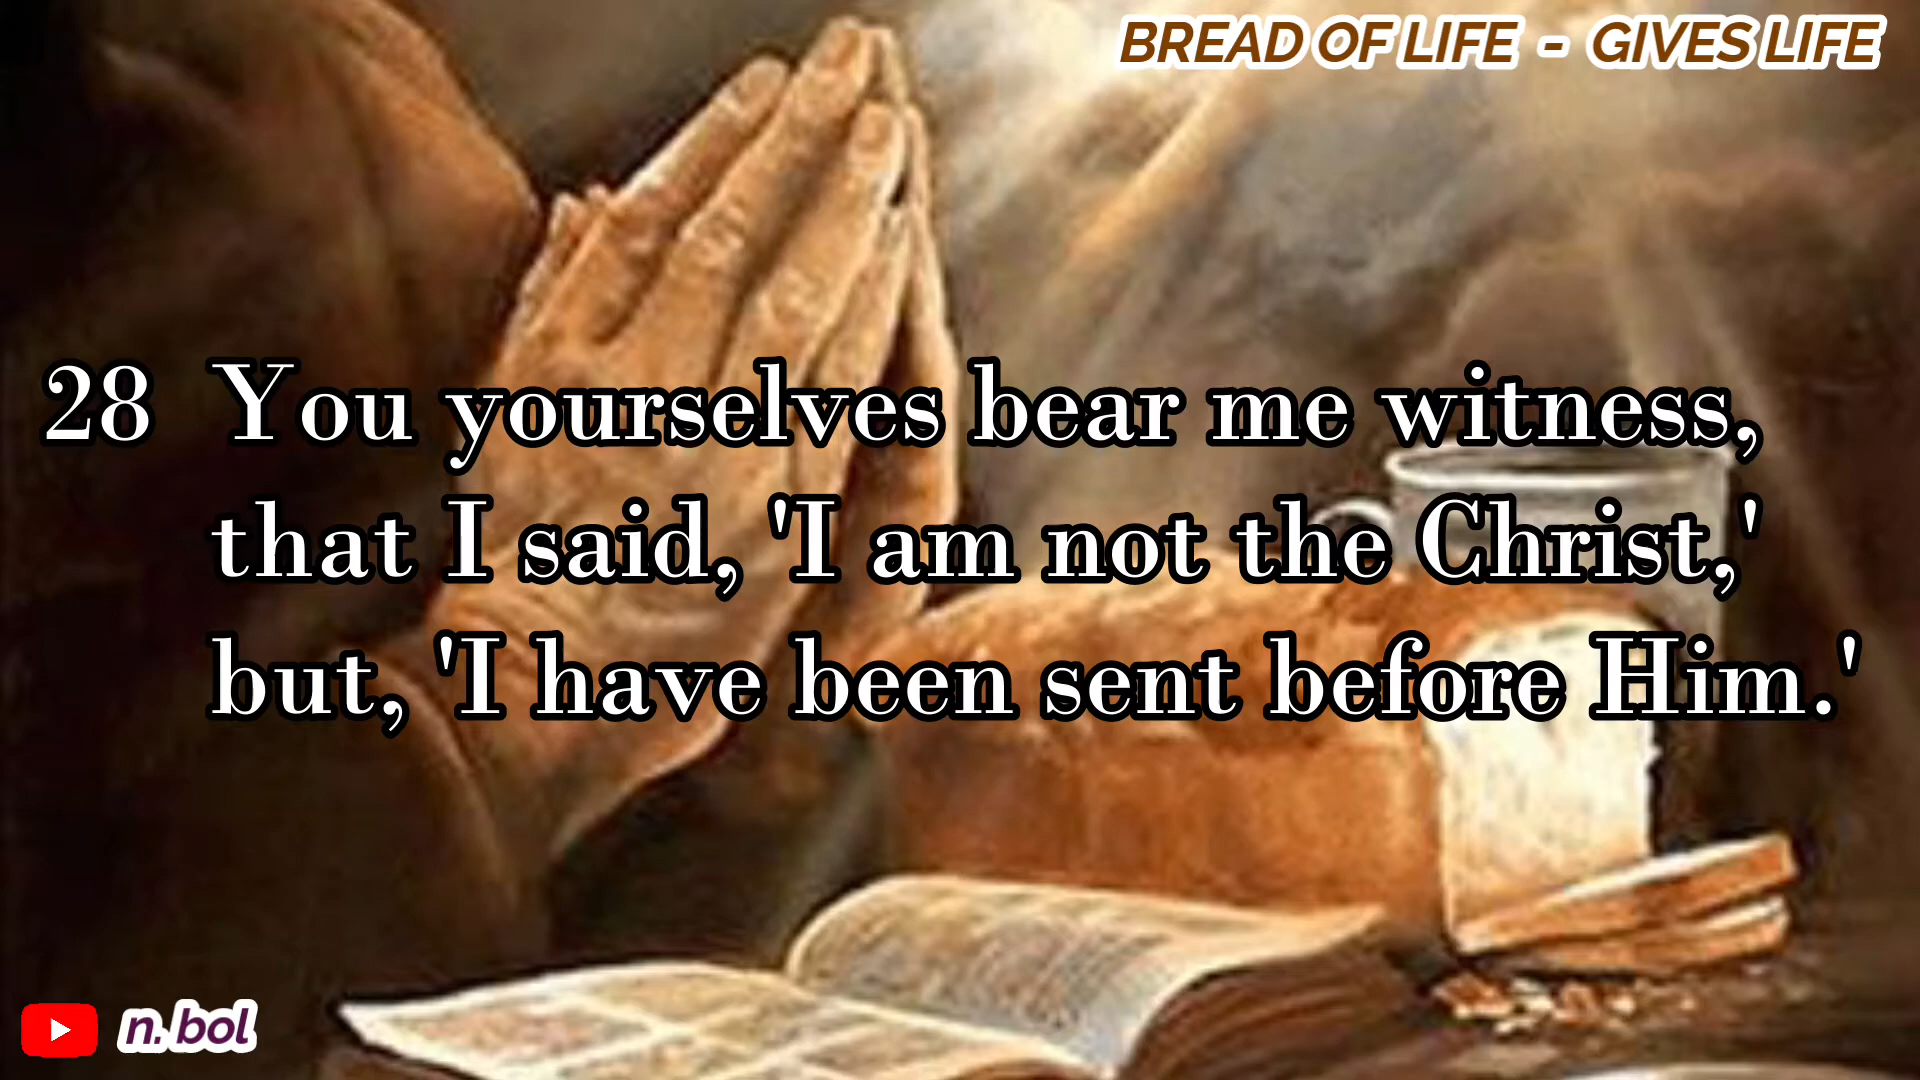 BREAD OF LIFE - GIVES LIFE
28 You yourselves bear me witness,
that I said, 'I am not the Christ,'
but, 'I have been sent before Him.'
n.bol